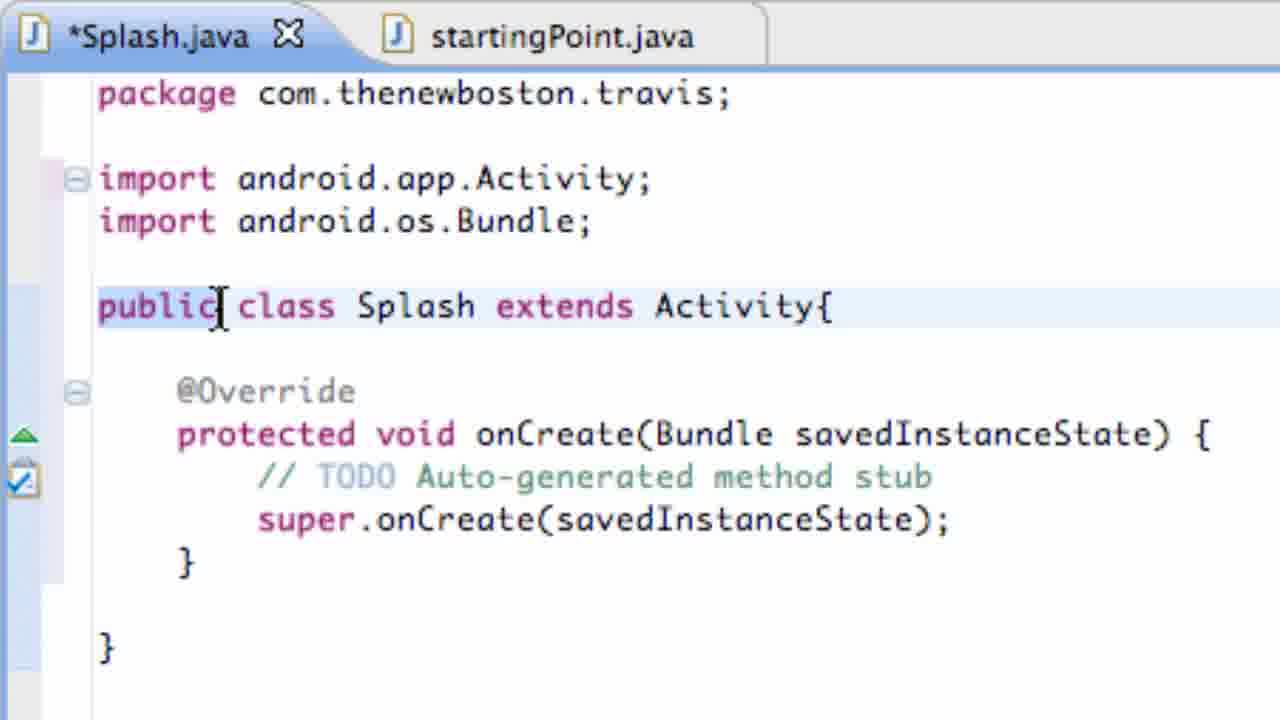 *Splash.java startingPoint.java
package com.thenewboston.travis;
import android.app.Activity;
import android.os.Bundle;
public class Splash extends Activity{
@Override
protected void onCreate(Bundle savedInstanceState) {
// TODO Auto-generated method stub
super.onCreate(savedInstanceState);
}
}